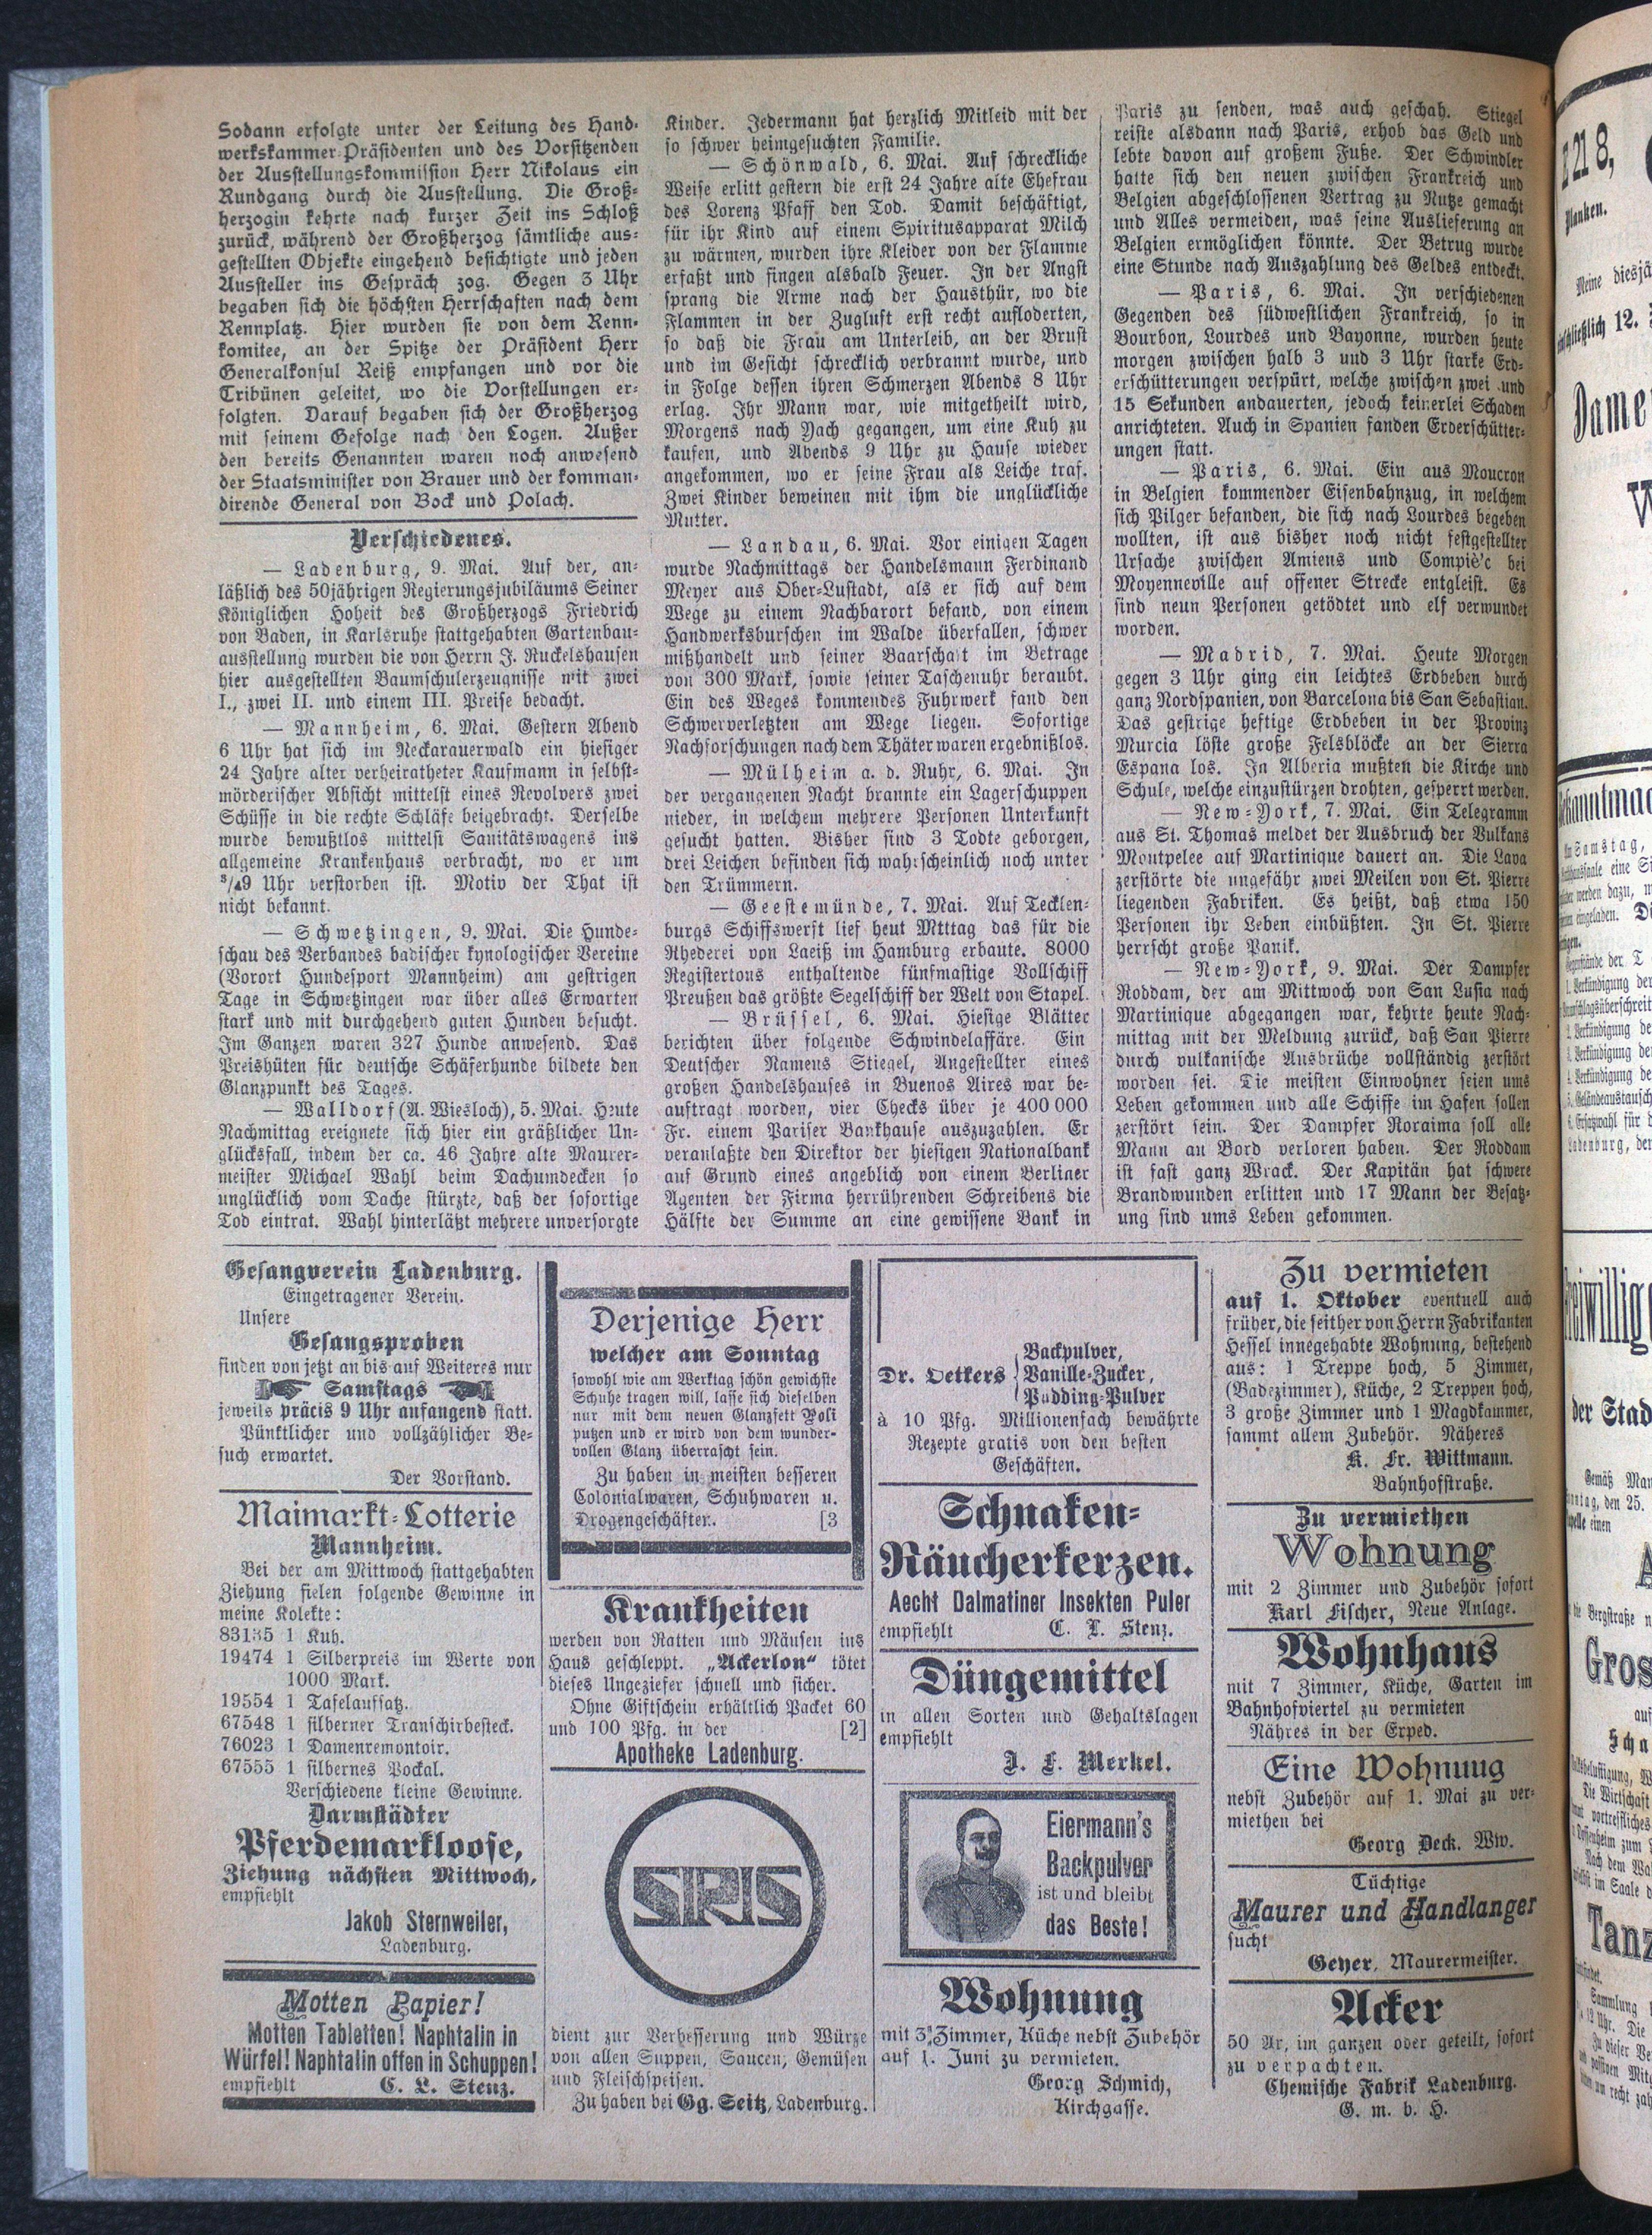 Sodann erfolgte unter der Leitung des Hand-
werkskammer-Präsidenten und des Vorsitzenden
der Ausstellungskommission Herr Nikolaus ein
Rundgang durch die Ausstellung. Die Groß-
herzogin kehrte nach kurzer Zeit ins Schloß
zurück, während der Großherzog sämtliche aus-
gestellten Objekte eingehend besichtigte und jeden
Aussteller ins Gespräch zog. Gegen 3 Uhr
begaben sich die höchsten Herrschaften nach dem
Rennplatz. Hier wurden sie von dem Renn-
komitee, an der Spitze der Präsident Herr
Generalkonsul Reiß empfangen und vor die
Tribünen geleitet, wo die Vorstellungen er-
folgten. Darauf begaben sich der Großherzog
mit seinem Gefolge nach den Logen. Außer
den bereits Genannten waren noch anwesend
der Staatsminister von Brauer und der komman-
dirende General von Bock und Polach.
Verschiedenes.
— Ladenburg, 9. Mai. Auf der, an-
läßlich des 50jährigen Regierungsjubiläums Seiner
Königlichen Hoheit des Großherzogs Friedrich
von Baden, in Karlsruhe stattgehabten Gartenbau-
ausstellung wurden die von Herrn J. Ruckelshausen
hier ausgestellten Baumschulerzeugnisse mit zwei
I., zwei II. und einem III. Preise bedacht.
— Mannheim, 6. Mai. Gestern Abend
6 Uhr hat sich im Neckarauerwald ein hiesiger
24 Jahre alter verheiratheter Kaufmann in selbst-
mörderischer Absicht mittelst eines Revolvers zwei
Schüsse in die rechte Schläfe beigebracht. Derselbe
wurde bewußtlos mittelst Sanitätswagens ins
allgemeine Krankenhaus verbracht, wo er um
3/49 Uhr verstorben ist. Motiv der That ist
nicht bekannt.
— Schwetzingen, 9. Mai. Die Hunde-
schau des Verbandes badischer kynologischer Vereine
(Vorort Hundesport Mannheim) am gestrigen
Tage in Schwetzingen war über alles Erwarten
stark und mit durchgehend guten Hunden besucht.
Im Ganzen waren 327 Hunde anwesend. Das
Preishüten für deutsche Schäferhunde bildete den
Glanzpunkt des Tages.
— Walldorf (A. Wiesloch), 5. Mai. Heute
Nachmittag ereignete sich hier ein gräßlicher Un-
glücksfall, indem der ca. 46 Jahre alte Maurer-
meister Michael Wahl beim Dachumdecken so
unglücklich vom Dache stürzte, daß der sofortige
Tod eintrat. Wahl hinterläßt mehrere unversorgte
Kinder. Jedermann hat herzlich Mitleid mit der
so schwer heimgesuchten Familie.
— Schönwald, 6. Mai. Auf schreckliche
Weise erlitt gestern die erst 24 Jahre alte Ehefrau
des Lorenz Pfaff den Tod. Damit beschäftigt,
für ihr Kind auf einem Spiritusapparat Milch
zu wärmen, wurden ihre Kleider von der Flamme
erfaßt und fingen alsbald Feuer. In der Angst
sprang die Arme nach der Hausthür, wo die
Flammen in der Zugluft erst recht aufloderten,
so daß die Frau am Unterleib, an der Brust
und im Gesicht schrecklich verbrannt wurde, und
in Folge dessen ihren Schmerzen Abends 8 Uhr
erlag. Ihr Mann war, wie mitgetheilt wird,
Morgens nach Yach gegangen, um eine Kuh zu
kaufen, und Abends 9 Uhr zu Hause wieder
angekommen, wo er seine Frau als Leiche traf.
Zwei Kinder beweinen mit ihm die unglückliche
Mutter.
— Landau, 6. Mai. Vor einigen Tagen
wurde Nachmittags der Handelsmann Ferdinand
Meyer aus Ober-Lustadt, als er sich auf dem
Wege zu einem Nachbarort befand, von einem
Handwerksburschen im Walde überfallen, schwer
mißhandelt und seiner Baarschaft im Betrage
von 300 Mark, sowie seiner Taschenuhr beraubt.
Ein des Weges kommendes Fuhrwerk fand den
Schwerverletzten am Wege liegen. Sofortige
Nachforschungen nach dem Thäter waren ergebnißlos.
— Mülheim a. d. Ruhr, 6. Mai. In
der vergangenen Nacht brannte ein Lagerschuppen
nieder, in welchem mehrere Personen Unterkunft
gesucht hatten. Bisher sind 3 Todte geborgen,
drei Leichen befinden sich wahrscheinlich noch unter
den Trümmern.
— Geestemünde, 7. Mai. Auf Tecklen-
burgs Schiffswerft lief heut Mtttag das für die
Rhederei von Laeiß im Hamburg erbaute. 8000
Registertons enthaltende fünfmastige Vollschiff
Preußen das größte Segelschiff der Welt von Stapel.
— Brüssel, 6. Mai. Hiesige Blätter
berichten über folgende Schwindelaffäre. Ein
Deutscher Namens Stiegel, Angestellter eines
großen Handelshauses in Buenos Aires war be-
auftragt worden, vier Checks über je 400 000
Fr. einem Pariser Bankhause auszuzahlen. Er
veranlaßte den Direktor der hiesigen Nationalbank
auf Grund eines angeblich von einem Berliner
Agenten der Firma herrührenden Schreibens die
Hälfte der Summe an eine gewissene Bank in
Paris zu senden, was auch geschah. Stiegel
reiste alsdann nach Paris, erhob das Geld und
lebte davon auf großem Fuße. Der Schwindler
hatte sich den neuen zwischen Frankreich und
Belgien abgeschlossenen Vertrag zu Nutze gemacht
und Alles vermeiden, was seine Auslieferung an
Belgien ermöglichen könnte. Der Betrug wurde
eine Stunde nach Auszahlung des Geldes entdeckt.
— Paris, 6. Mai. In verschiedenen
Gegenden des südwestlichen Frankreich, so in
Bourbon, Lourdes und Bayonne, wurden heute
morgen zwischen halb 3 und 3 Uhr starke Erd-
erschütterungen verspürt, welche zwischen zwei und
15 Sekunden andauerten, jedoch keinerlei Schaden
anrichteten. Auch in Spanien fanden Erderschütter-
ungen statt.
— Paris, 6. Mai. Ein aus Moucron
in Belgien kommender Eisenbahnzug, in welchem
sich Pilger befanden, die sich nach Lourdes begeben
wollten, ist aus bisher noch nicht festgestellter
Ursache zwischen Amiens und Compiè'c bei
Moyenneville auf offener Strecke entgleist. Es
sind neun Personen getödtet und elf verwundet
worden.
— Madrid, 7. Mai. Heute Morgen
gegen 3 Uhr ging ein leichtes Erdbeben durch
ganz Nordspanien, von Barcelona bis San Sebastian.
Das gestrige heftige Erdbeben in der Provinz
Murcia löste große Felsblöcke an der Sierra
Espana los. In Alberia mußten die Kirche und
Schule, welche einzustürzen drohten, gesperrt werden.
— New-York, 7. Mai. Ein Telegramm
aus St. Thomas meldet der Ausbruch der Vulkans
Montpelee auf Martinique dauert an. Die Lava
zerstörte die ungefähr zwei Meilen von St. Pierre
liegenden Fabriken. Es heißt, daß etwa 150
Personen ihr Leben einbüßten. In St. Pierre
herrscht große Panik.
— New-York, 9. Mai. Der Dampfer
Roddam, der am Mittwoch von San Lusia nach
Martinique abgegangen war, kehrte heute Nach-
mittag mit der Meldung zurück, daß San Pierre
durch vulkanische Ausbrüche vollständig zerstört
worden sei. Die meisten Einwohner seien ums
Leben gekommen und alle Schiffe im Hafen sollen
zerstört sein. Der Dampfer Noraima soll alle
Mann an Bord verloren haben. Der Roddam
ist fast ganz Wrack. Der Kapitän hat schwere
Brandwunden erlitten und 17 Mann der Besatz-
ung sind ums Leben gekommen.
Gesangverein Ladenburg.
Eingetragener Verein.
Unsere
Gesangsproben
finden von jetzt an bis auf Weiteres nur
Samstags
jeweils präcis 9 Uhr anfangend statt.
Pünktlicher und vollzählicher Be-
such erwartet.
Der Vorstand.
Maimarkt-Lotterie
Mannheim.
Bei der am Mittwoch stattgehabten
Ziehung fielen folgende Gewinne in
meine Kolekte:
83135 1 Kuh.
19474 1 Silberpreis im Werte von
1000 Mark.
19554 1 Tafelaufsatz.
67548 1 silberner Transchirbesteck.
76023 1 Damenremontoir.
67555 1 silbernes Pockal.
Verschiedene kleine Gewinne.
Darmstädter
Pferdemarktloose,
Ziehung nächsten Mittwoch,
empfiehlt
Jakob Sternweiler,
Ladenburg.
Motten Papier!
Motten Tabletten! Naphtalin in
Würfel! Naphtalin offen in Schuppen!
empfiehlt C. L. Stenz.
Derjenige Herr
welcher am Sonntag
sowohl wie am Werktag schön gewichste
Schuhe tragen will, lasse sich dieselben
nur mit dem neuen Glanzfett Poli
putzen und er wird von dem wunder-
vollen Glanz überrascht sein.
Zu haben in meisten besseren
Colonialwaren, Schuhwaren u.
Drogengeschäfter. [3
Krankheiten
werden von Ratten und Mäusen ins
Haus geschleppt. „Ackerlon“ tötet
dieses Ungeziefer schnell und sicher.
Ohne Giftschein erhältlich Packet 60
und 100 Pfg. in der [2]
Apotheke Ladenburg.
SIRIS
dient zur Verbesserung und Würze
von allen Suppen, Saucen, Gemüsen
und Fleischspeisen.
Zu haben bei Gg. Seitz, Ladenburg.
Dr. Oetkers
Backpulver,
Vanille-Zucker,
Pudding-Pulver
à 10 Pfg. Millionenfach bewährte
Rezepte gratis von den besten
Geschäften.
Schnaken-
Räucherkerzen.
Aecht Dalmatiner Insekten Puler
empfiehlt C. L. Stenz.
Düngemittel
in allen Sorten und Gehaltslagen
empfiehlt
J. F. Merkel.
Eiermann's
Backpulver
ist und bleibt
das Beste!
Wohnung
mit 3 Zimmer, Küche nebst Zubehör
auf 1. Juni zu vermieten.
Georg Schmich,
Kirchgasse.
Zu vermieten
auf 1. Oktober eventuell auch
früher, die seither von Herrn Fabrikanten
Hessel innegehabte Wohnung, bestehend
aus: 1 Treppe hoch, 5 Zimmer,
(Badezimmer), Küche, 2 Treppen hoch,
3 große Zimmer und 1 Magdkammer,
sammt allem Zubehör. Näheres
K. Fr. Wittmann.
Bahnhofstraße.
Zu vermiethen
Wohnung
mit 2 Zimmer und Zubehör sofort
Karl Fischer, Neue Anlage.
Wohnhaus
mit 7 Zimmer, Küche, Garten im
Bahnhofviertel zu vermieten
Nähres in der Exped.
Eine Wohnung
nebst Zubehör auf 1. Mai zu ver-
miethen bei
Georg Deck. Ww.
Tüchtige
Maurer und Handlanger
sucht
Geyer, Maurermeister.
Acker
50 Ar, im ganzen oder geteilt, sofort
zu verpachten.
Chemische Fabrik Ladenburg.
G. m. b. H.